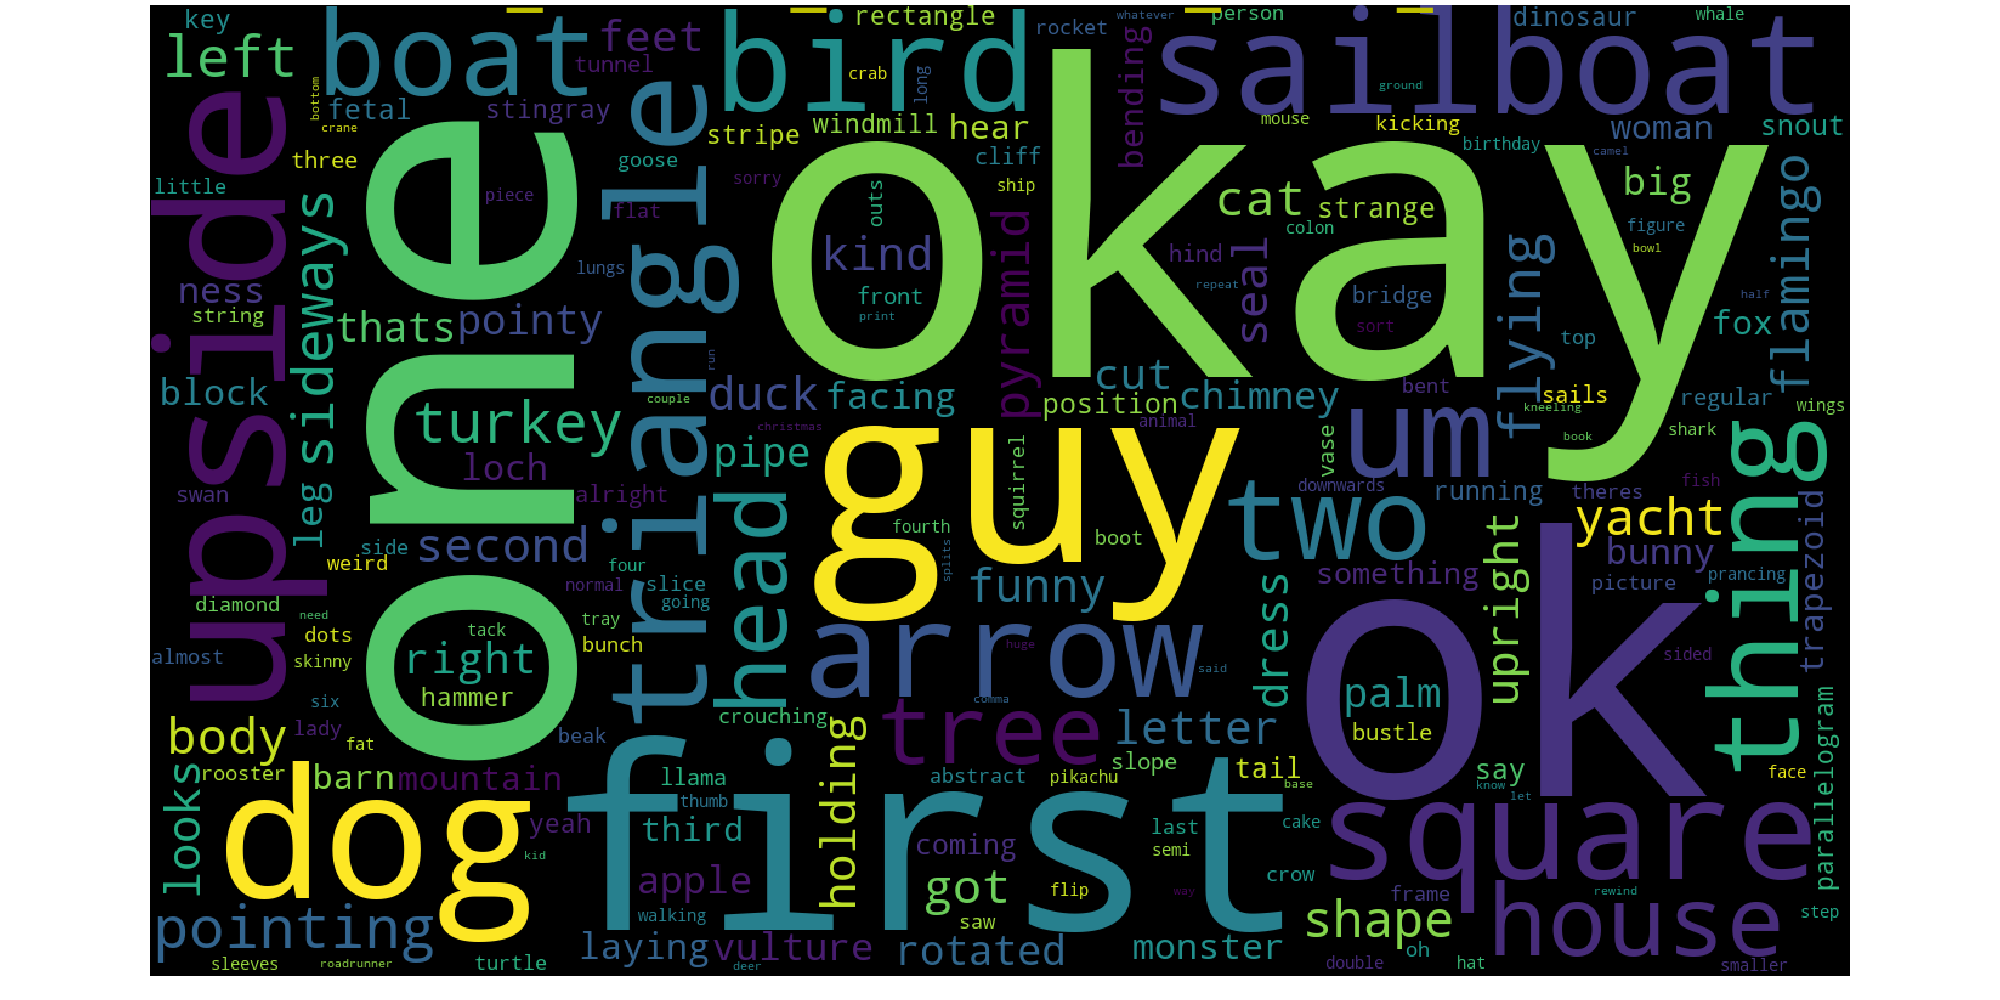 key
left
boat
feet
tunnel
bird
rectangle
crab
long
rocket
whatever
bending
person
sailboat
ground
dinosaur
whale
bottom
crane
fetal
stingray
three
little
upside
sideways
leg
one
piece
goose
flat
triangle
lungs
stripe
windmill
hear
cliff
sorry
ship
outs
okay
kind
front
print
pyramid
mouse
kicking
birthday
camel
woman
snout
cat
strange
colon
big
figure
bowl
flamingo
hind
seal
repeat
bridge
sort
flying
top
half
fox
ness
string
thats
pointy
block
turkey
loch
swan
alright
second
side
weird
run
couple
duck
facing
christmas
pipe
head
cut
position
chimney
animal
guy
squirrel
fourth
splits
boot
funny
um
bent
kneeling
sails
book
regular
wings
shark
vase
downwards
running
theres
fish
two
yacht
thing
something
upright
bunny
picture
prancing
trapezoid
diamond
need
dots
skinny
almost
tack
right
hammer
four
normal
slice
going
tray
bunch
six
lady
fat
beak
body
rooster
barn
mountain
crouching
arrow
huge
said
comma
tree
letter
dress
ok
palm
bustle
sided
looks
dog
yeah
kid
first
llama
thumb
third
holding
abstract
pikachu
slope
tail
base
say
know
let
face
parallelogram
square
apple
walking
coming
got
saw
last
semi
flip
way
cake
crow
frame
rewind
step
pointing
sleeves
roadrunner
turtle
laying
vulture
deer
rotated
monster
shape
double
oh
hat
house
smaller